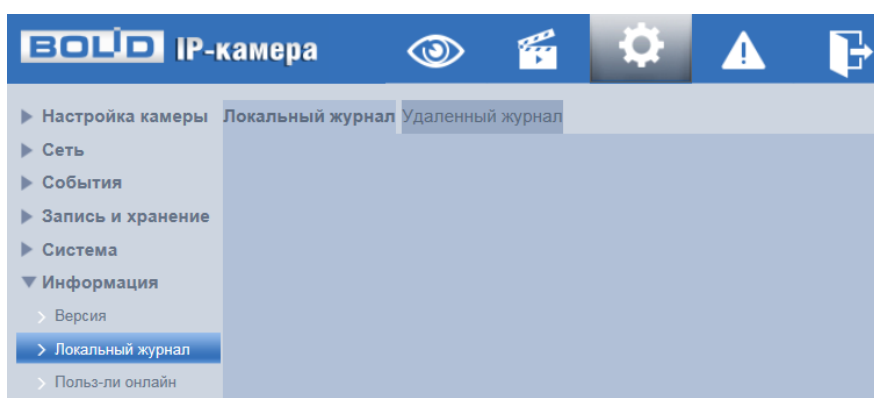 BOLID IP-камера
Настройка камеры
Локальный журнал Удаленный журнал
Сеть
События
Запись и хранение
Система
Информация
Версия
Локальный журнал
Польз-ли онлайн